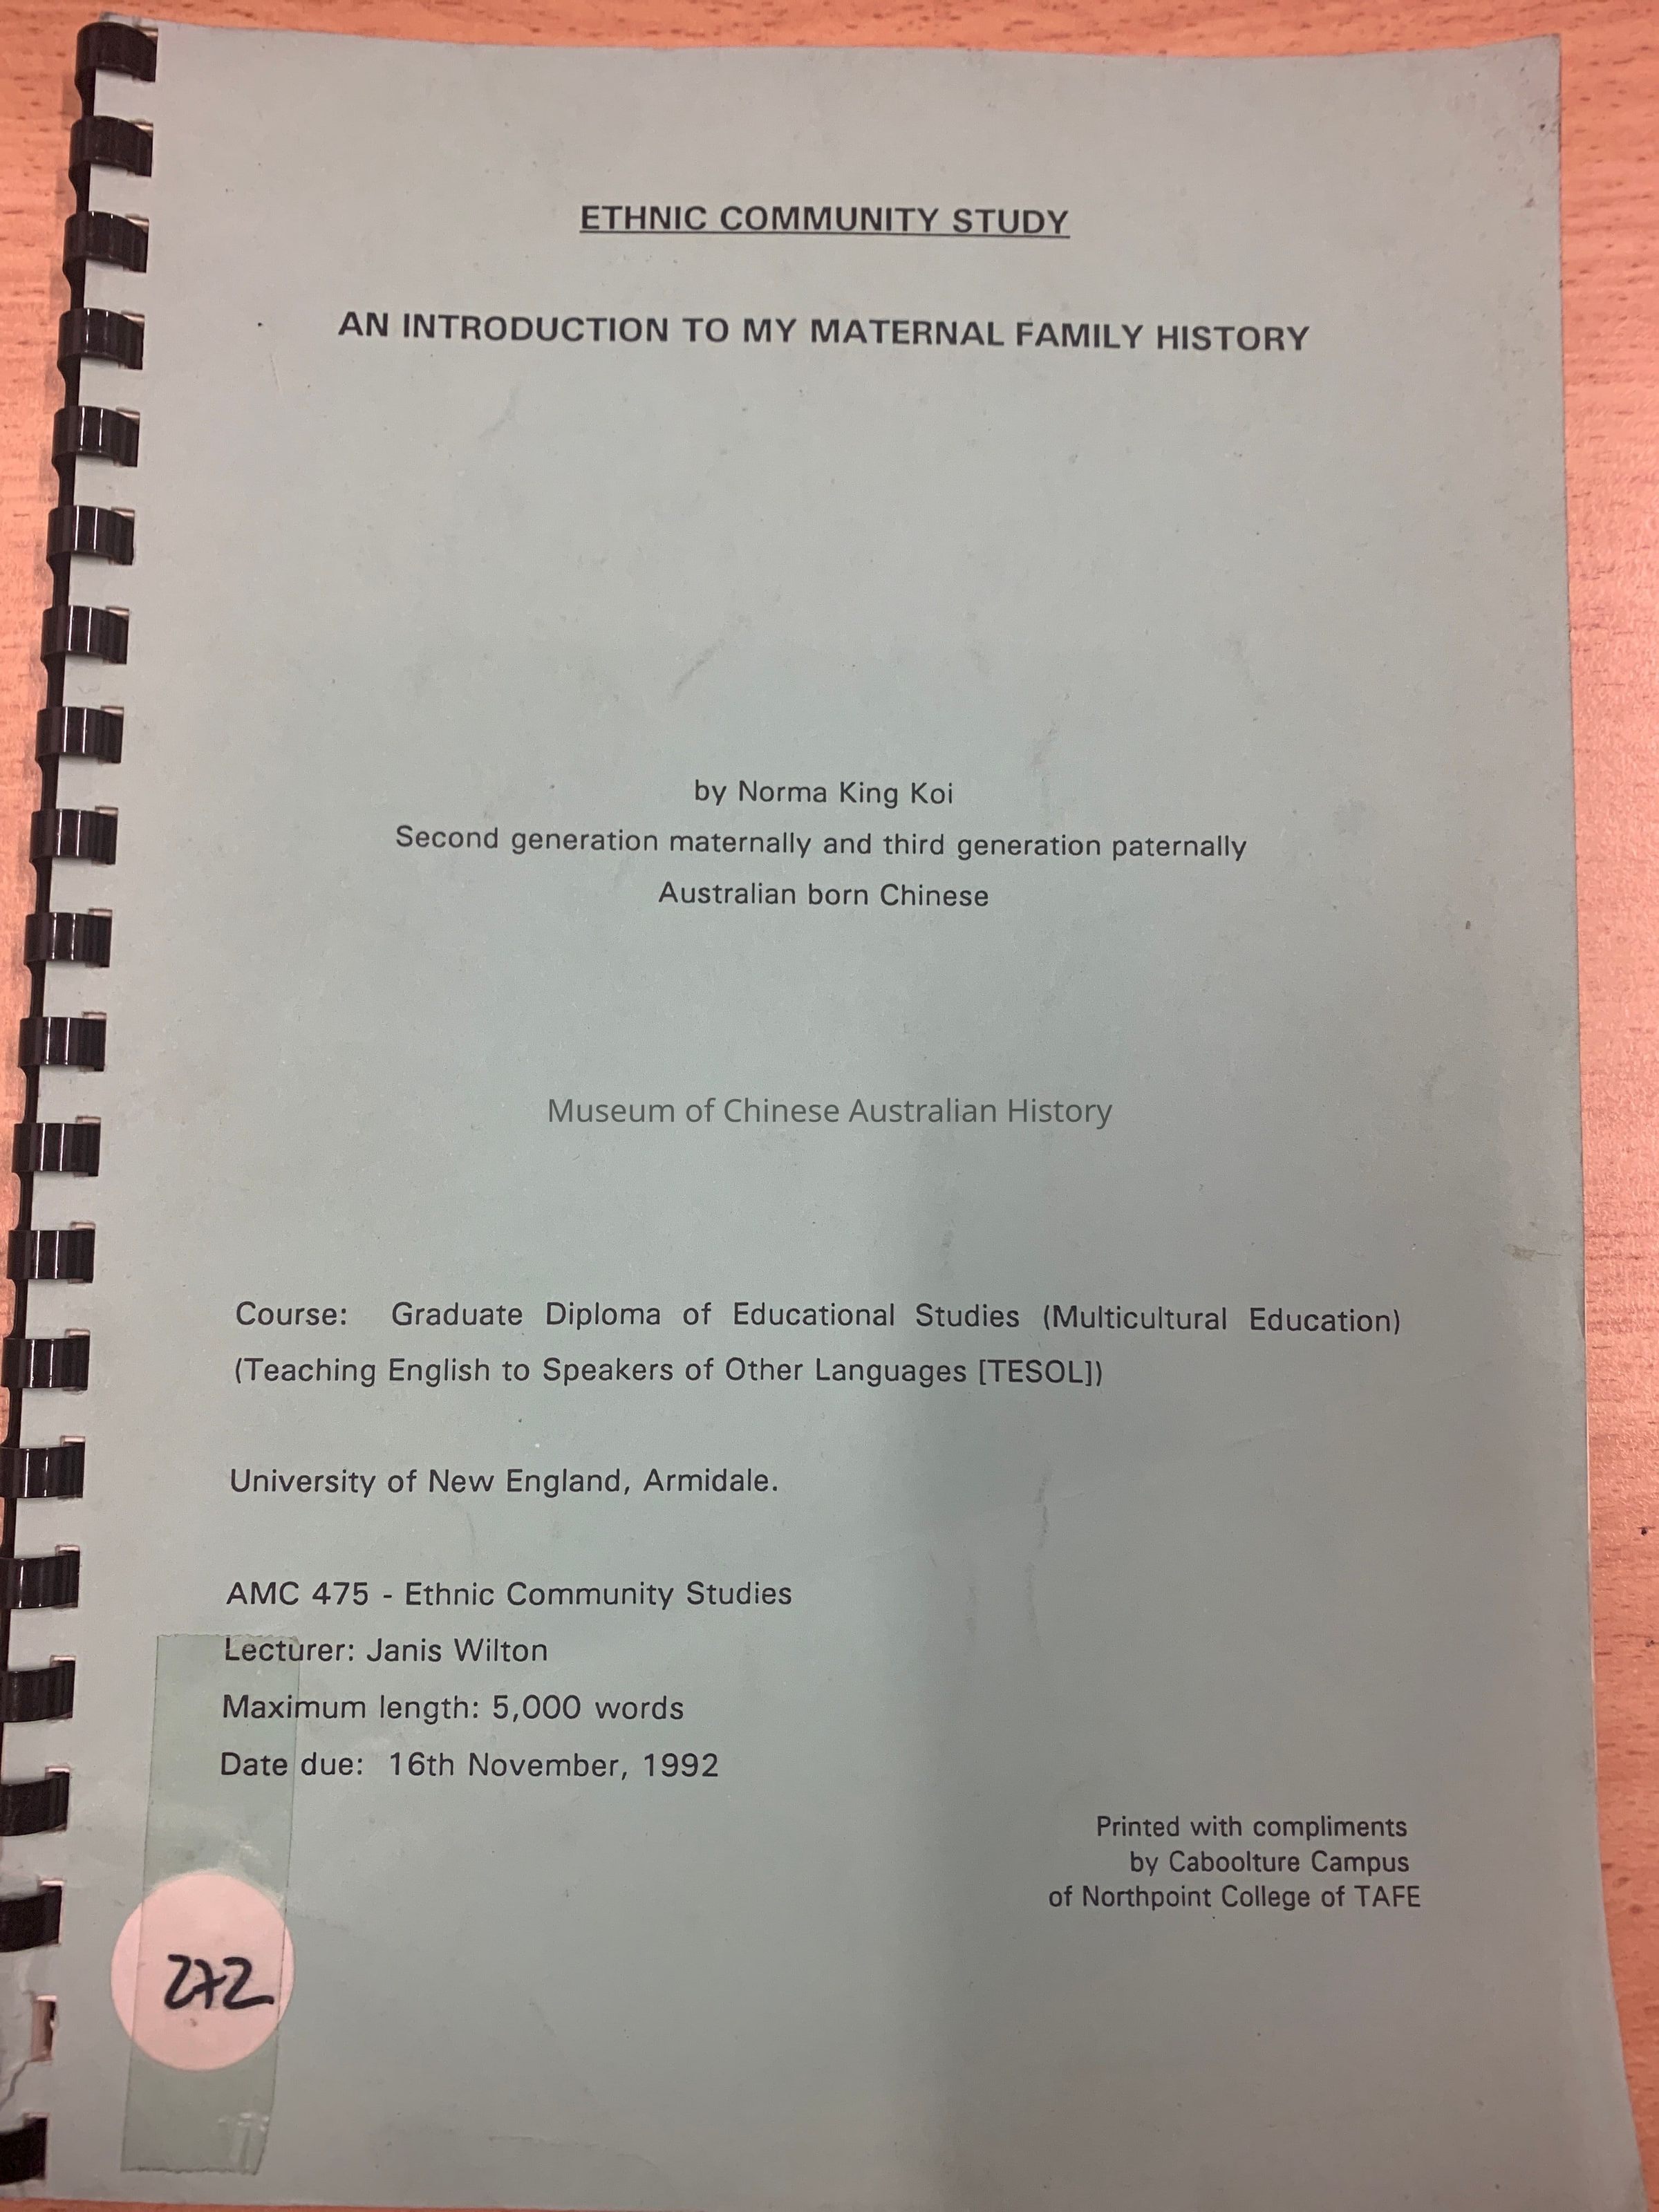 ETHNIC COMMUNITY STUDY
AN INTRODUCTION TO MY MATERNAL FAMILY HISTORY
by Norma King Koi
Second generation maternally and third generation paternally
Australian born Chinese
Museum of Chinese Australian History
Course: Graduate Diploma of Educational Studies (Multicultural Education)
(Teaching English to Speakers of Other Languages [TESOL])
University of New England, Armidale.
AMC 475 - Ethnic Community Studies
Lecturer: Janis Wilton
Maximum length: 5,000 words
Date due: 16th November, 1992
Printed with compliments
by Caboolture Campus
of Northpoint College of TAFE
272